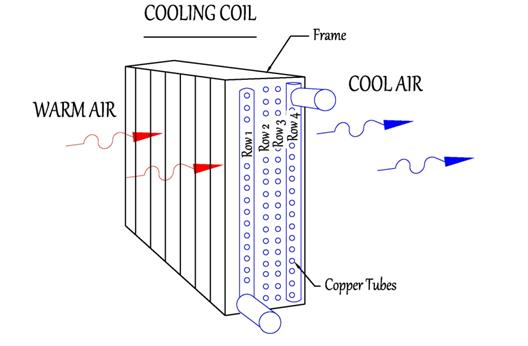 COOLING COIL
Frame
COOL AIR
WARM AIR
Row 1
Row 2
Row 3
Row 4
Copper Tubes